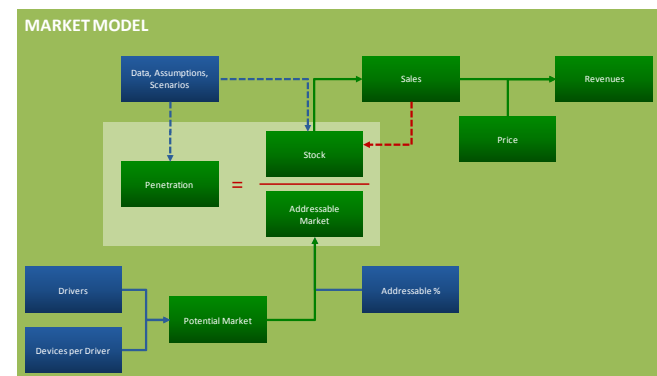 MARKET MODEL
Data, Assumptions,
Scenarios
Sales
Revenues
Stock
Price
Penetration
=
Addressable
Market
Drivers
Addressable %
Potential Market
Devices per Driver